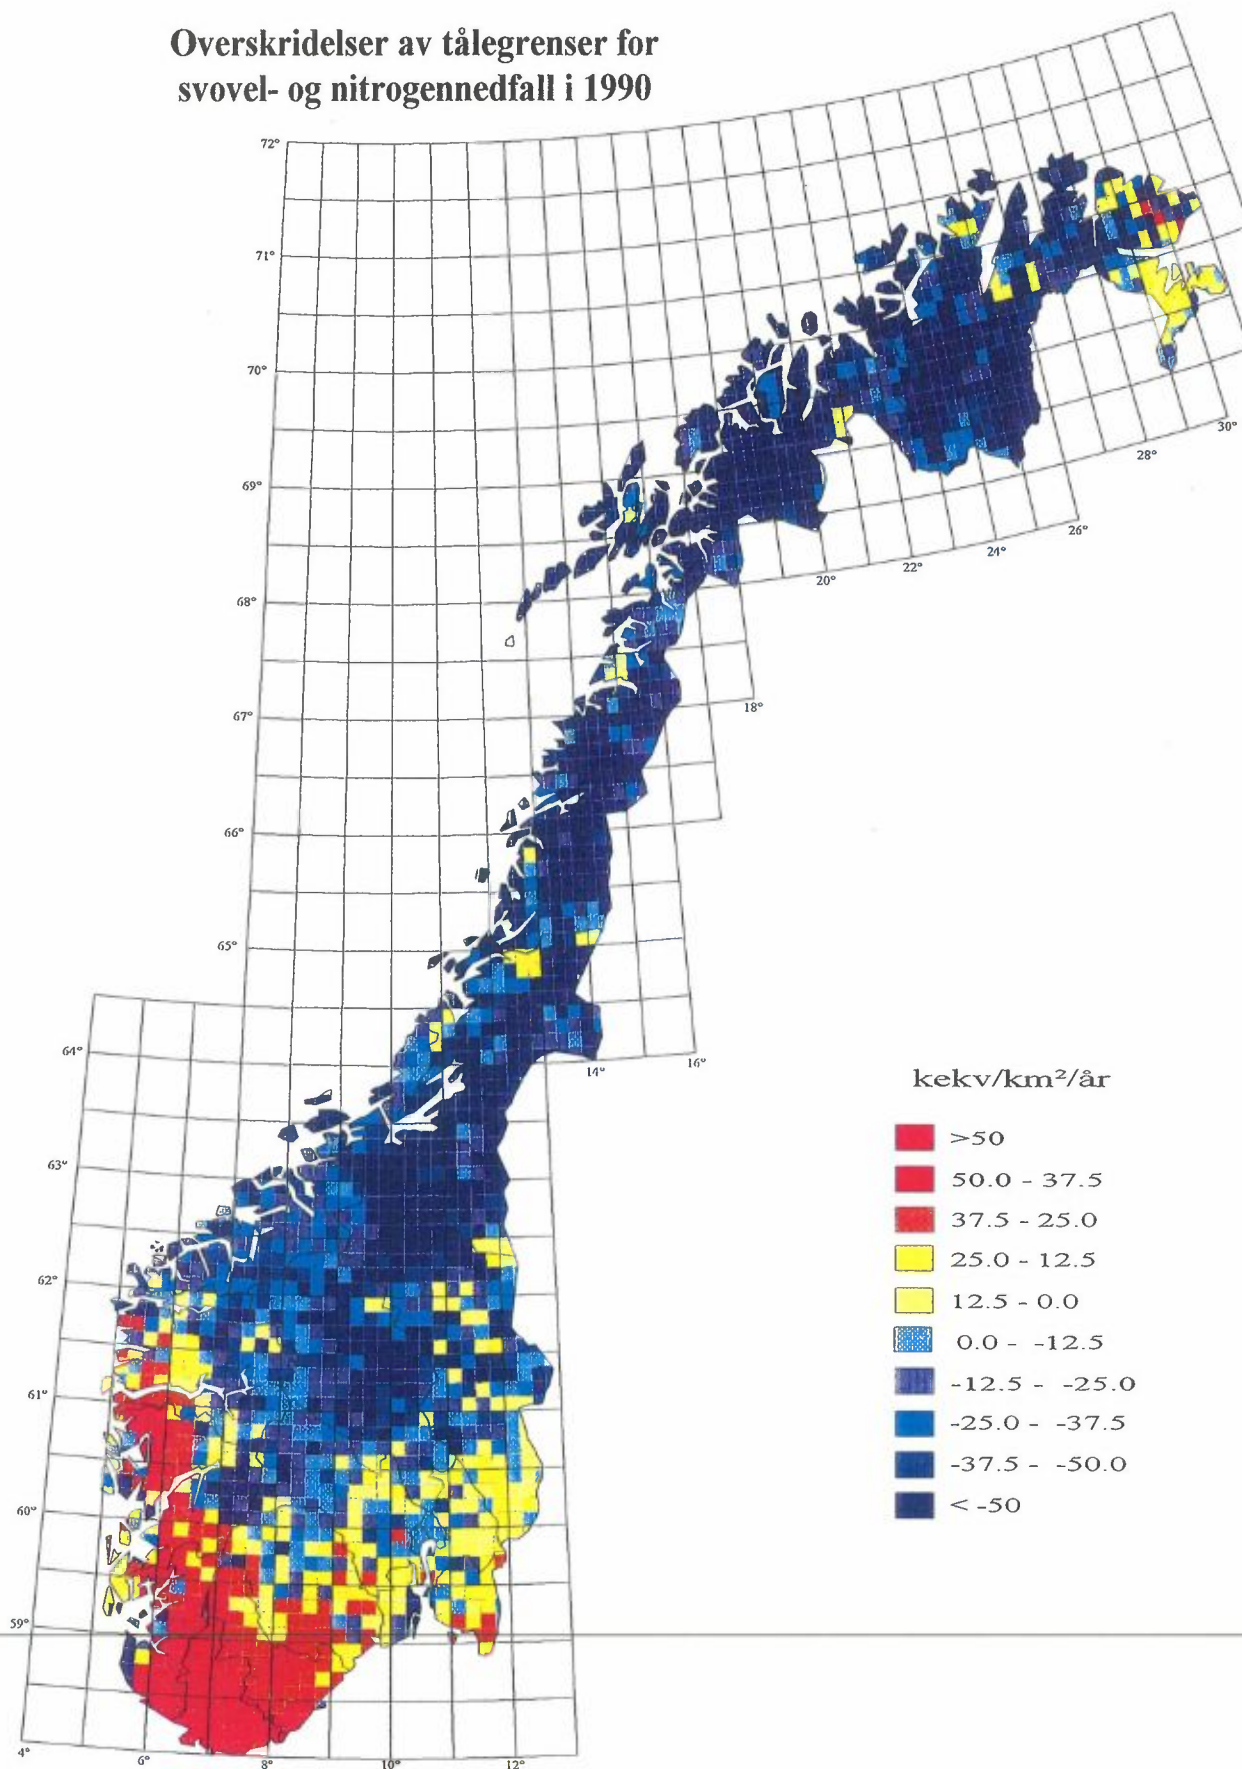 Overskridelser av tålegrenser for
svovel- og nitrogennedfall i 1990
72°
71°
70°
69°
68°
67°
66°
65°
64°
63°
62°
61°
60°
59°
4°
6°
8°
10°
12°
14°
16°
18°
20°
22°
24°
26°
28°
30°
kekv/km²/år
>50
50.0 - 37.5
37.5 - 25.0
25.0 - 12.5
12.5 - 0.0
0.0 - -12.5
-12.5 - -25.0
-25.0 - -37.5
-37.5 - -50.0
< -50